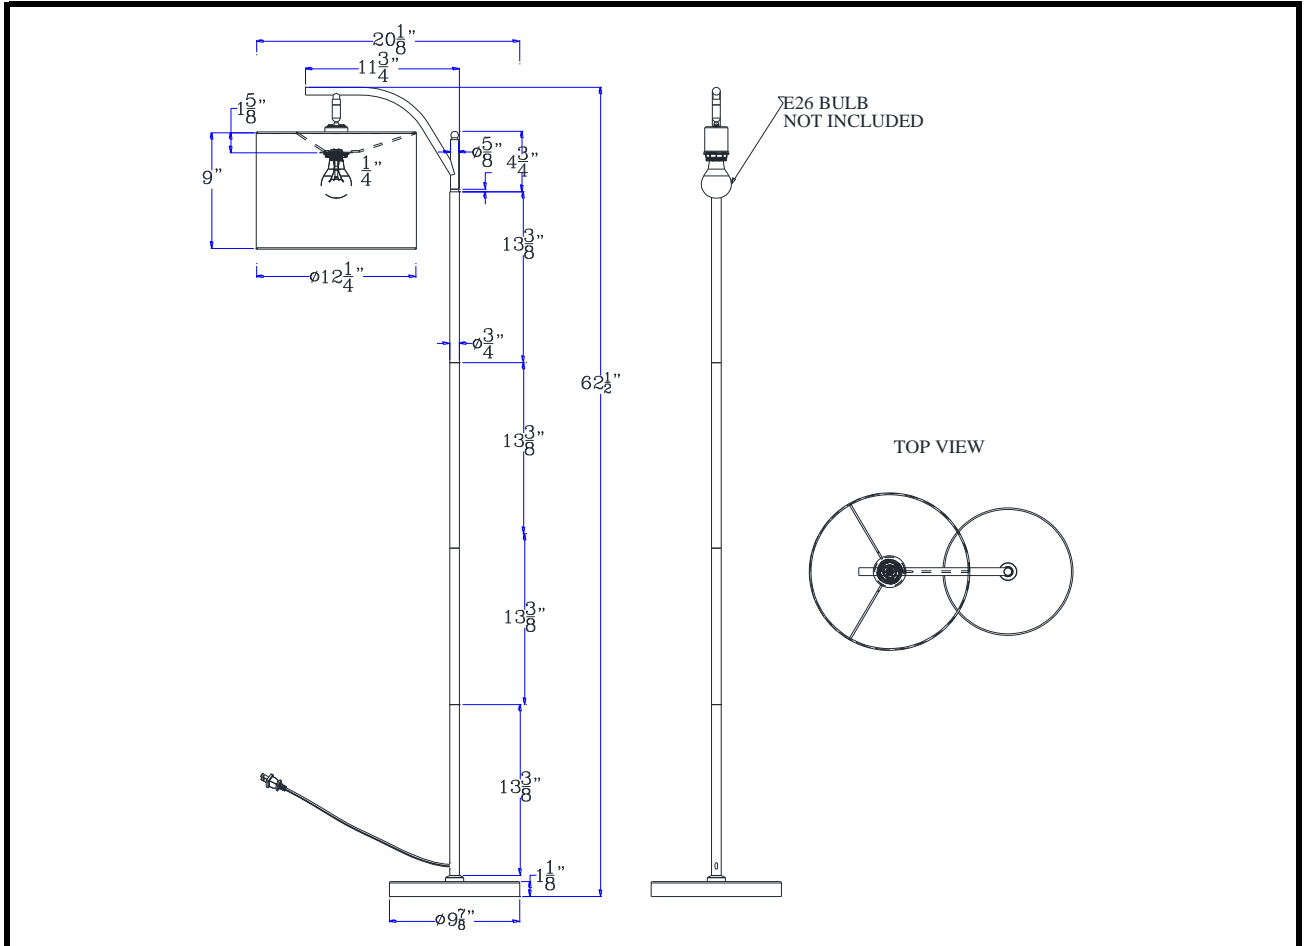 20 1/8"
11 3/4"
1 5/8"
E26 BULB
NOT INCLUDED
ø5/8"
4 3/4"
1/4"
9"
13 3/8"
ø12 1/4"
ø3/4"
62 1/2"
13 3/8"
TOP VIEW
13 3/8"
13 3/8"
1 1/8"
ø9 7/8"